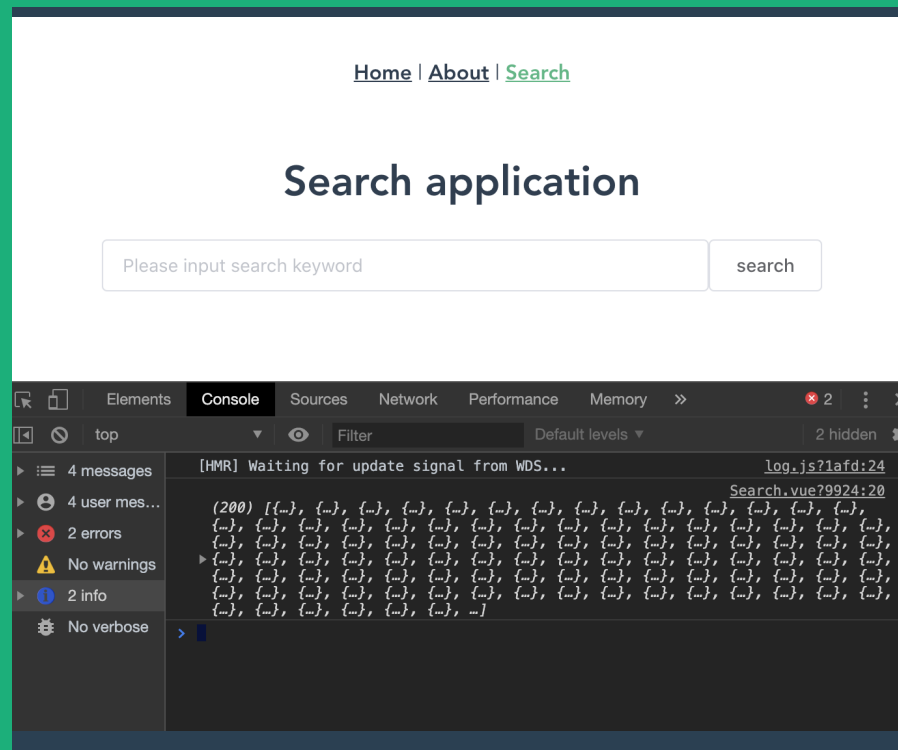 Home | About | Search
Search application
Please input search keyword search
Elements Console Sources Network Performance Memory » 2
top Filter Default levels ▼ 2 hidden
4 messages
4 user mes...
2 errors
No warnings
2 info
No verbose
[HMR] Waiting for update signal from WDS... log.js?1afd:24
Search.vue?9924:20
(200) [{…}, {…}, {…}, {…}, {…}, {…}, {…}, {…}, {…}, {…}, {…}, {…}, {…}, {…}, {…},
{…}, {…}, {…}, {…}, {…}, {…}, {…}, {…}, {…}, {…}, {…}, {…}, {…}, {…}, {…}, {…},
{…}, {…}, {…}, {…}, {…}, {…}, {…}, {…}, {…}, {…}, {…}, {…}, {…}, {…}, {…}, {…},
{…}, {…}, {…}, {…}, {…}, {…}, {…}, {…}, {…}, {…}, {…}, {…}, {…}, {…}, {…}, {…},
{…}, {…}, {…}, {…}, {…}, {…}, {…}, {…}, {…}, {…}, {…}, {…}, {…}, {…}, {…}, {…},
{…}, {…}, {…}, {…}, {…}, {…}, {…}, {…}, {…}, {…}, {…}, {…}, {…}, {…}, {…}, {…},
{…}, {…}, {…}, {…}, {…}, {…}, …]